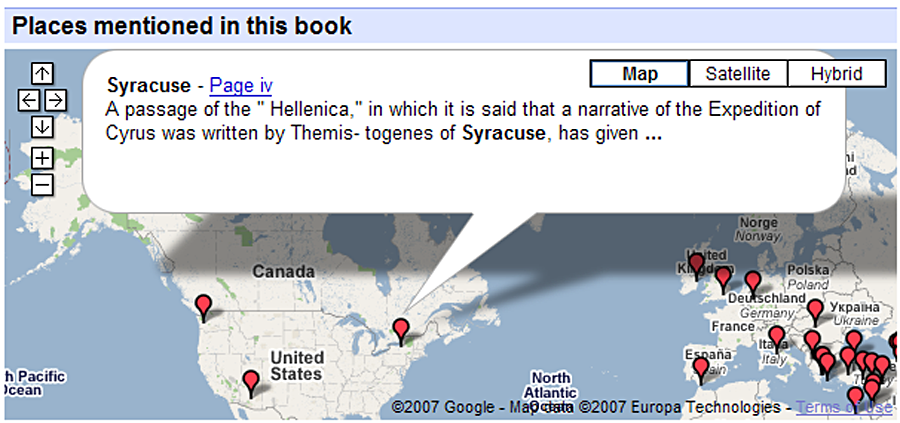 Places mentioned in this book
Syracuse - Page iv
Map
Satellite
Hybrid
A passage of the " Hellenica," in which it is said that a narrative of the Expedition of
Cyrus was written by Themis- togenes of Syracuse, has given ...
Norge
Norway
Canada
United
Kingdom
Polska
Poland
Deutschland
Germany
Україна
Ukraine
France
Italia
Italy
United
States
España
Spain
North
Atlantic
Ocean
th Pacific
Ocean
©2007 Google - Map data ©2007 Europa Technologies - Terms of Use